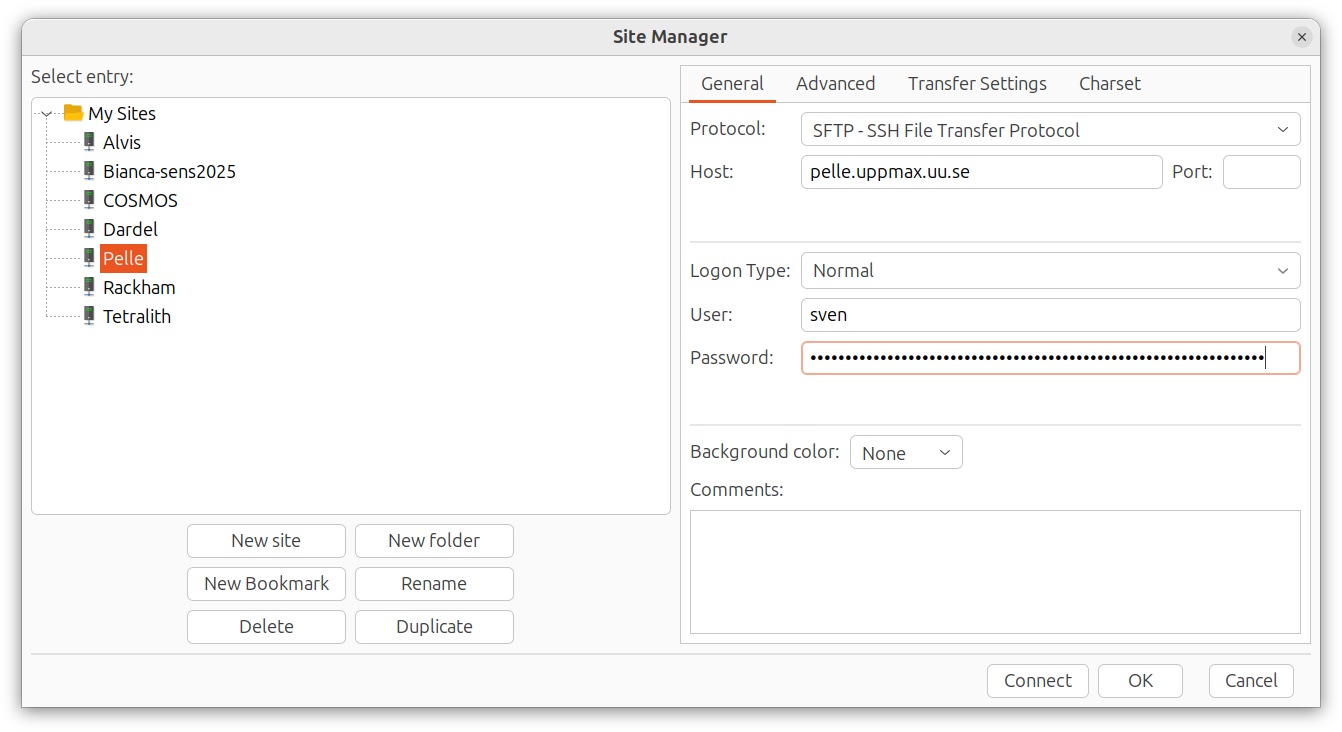 Site Manager
Select entry:
My Sites
Alvis
Bianca-sens2025
COSMOS
Dardel
Pelle
Rackham
Tetralith
New site
New folder
New Bookmark
Rename
Delete
Duplicate
General Advanced Transfer Settings Charset
Protocol: SFTP - SSH File Transfer Protocol
Host: pelle.uppmax.uu.se Port:
Logon Type: Normal
User: sven
Password: •••••••••••••••••••••••••••••••••••••••••••••••••••••••••••••••••
Background color: None
Comments:
Connect OK Cancel